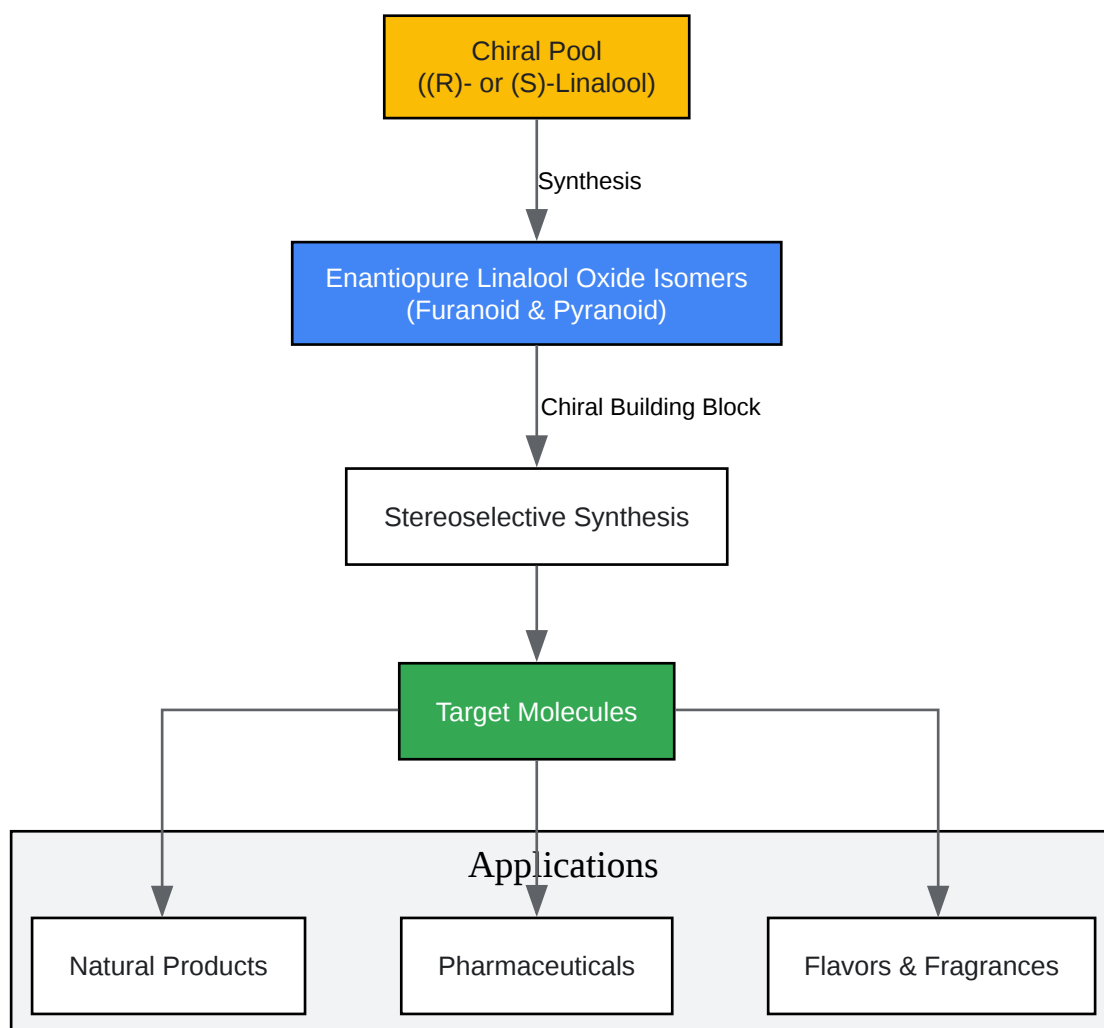 Chiral Pool
((R)- or (S)-Linalool)
Synthesis
Enantiopure Linalool Oxide Isomers
(Furanoid & Pyranoid)
Chiral Building Block
Stereoselective Synthesis
Target Molecules
Applications
Natural Products
Pharmaceuticals
Flavors & Fragrances